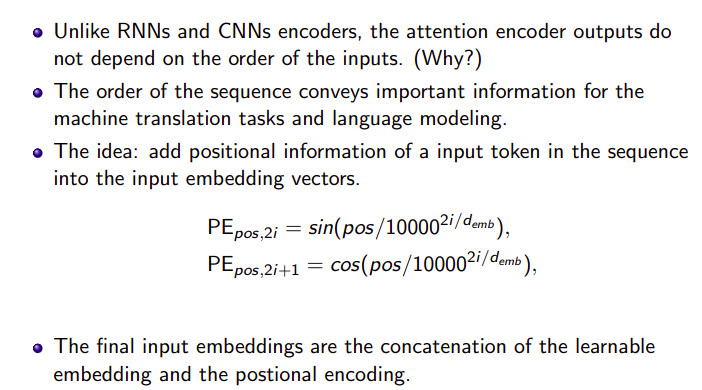 Unlike RNNs and CNNs encoders, the attention encoder outputs do
not depend on the order of the inputs. (Why?)
The order of the sequence conveys important information for the
machine translation tasks and language modeling.
The idea: add positional information of a input token in the sequence
into the input embedding vectors.
PE_{pos,2i} = sin(pos/10000^{2i/d_{emb}}),
PE_{pos,2i+1} = cos(pos/10000^{2i/d_{emb}}),
The final input embeddings are the concatenation of the learnable
embedding and the postional encoding.